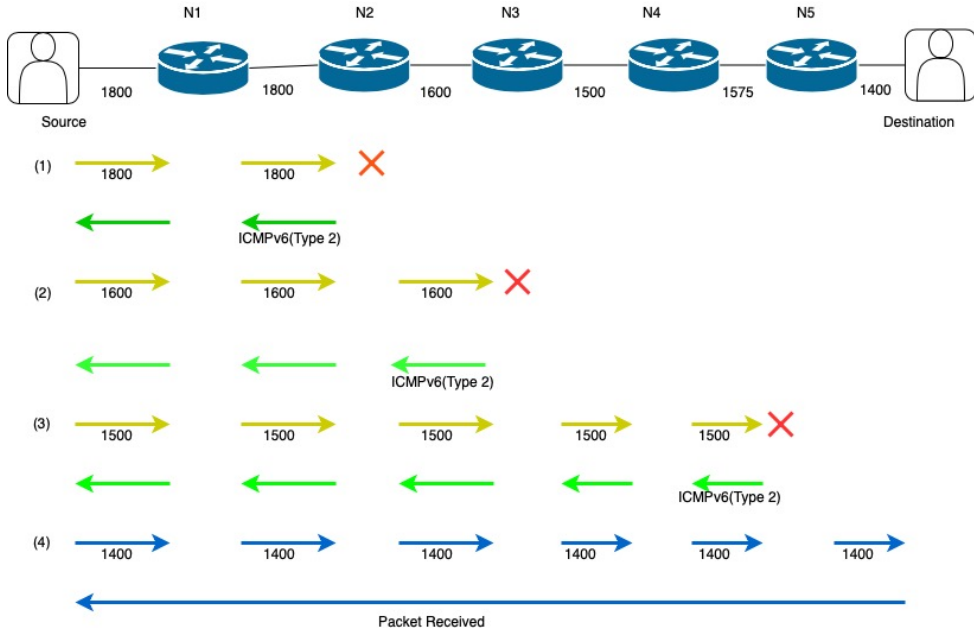 N1 N2 N3 N4 N5
1800 1800 1600 1500 1575 1400
Source Destination
(1)
1800 1800
ICMPv6(Type 2)
(2)
1600 1600 1600
ICMPv6(Type 2)
(3)
1500 1500 1500 1500 1500
ICMPv6(Type 2)
(4)
1400 1400 1400 1400 1400 1400
Packet Received